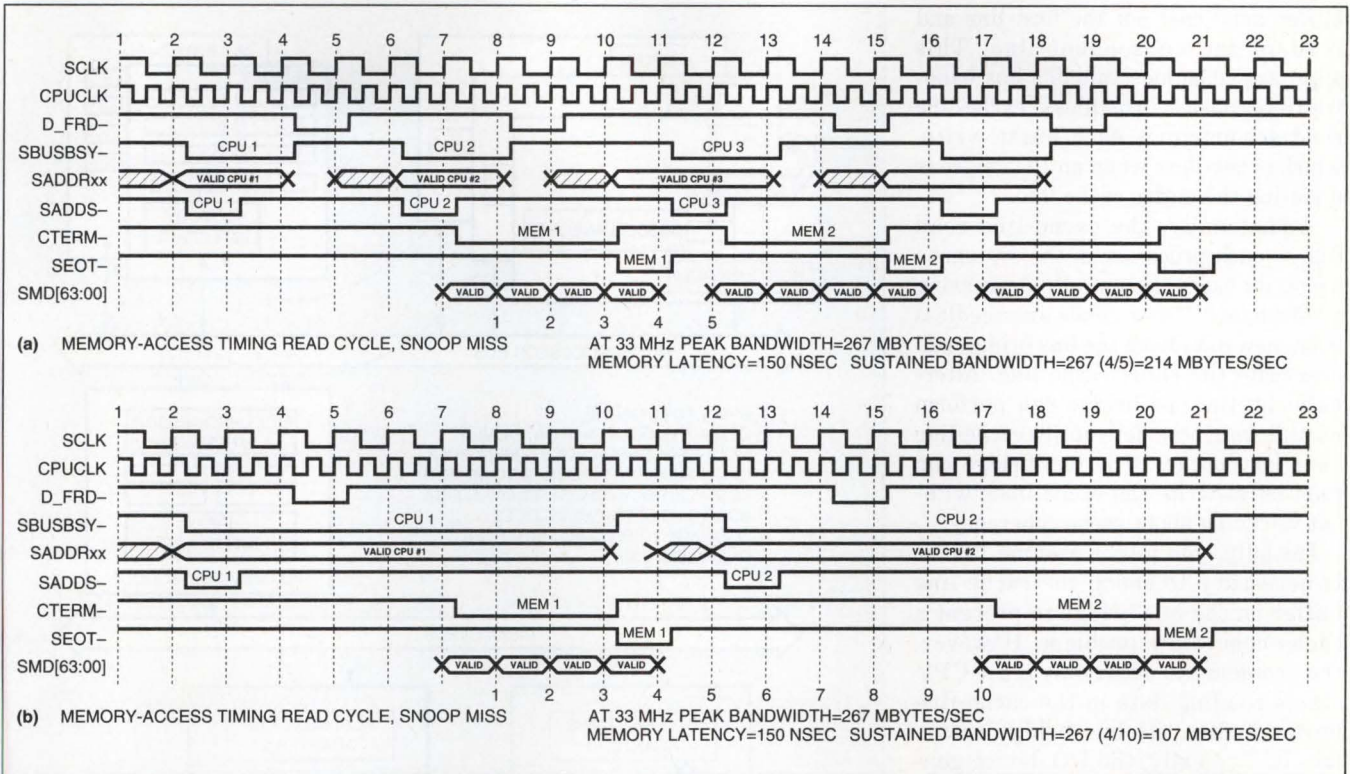 1 2 3 4 5 6 7 8 9 10 11 12 13 14 15 16 17 18 19 20 21 22 23
SCLK
CPUCLK
D_FRD–
SBUSBSY– CPU 1 CPU 2 CPU 3
SADDRxx VALID CPU #1 VALID CPU #2 VALID CPU #3
SADDS– CPU 1 CPU 2 CPU 3
CTERM– MEM 1 MEM 2
SEOT– MEM 1 MEM 2
SMD[63:00] VALID VALID VALID VALID VALID VALID VALID VALID VALID VALID VALID VALID
1 2 3 4 5
(a) MEMORY-ACCESS TIMING READ CYCLE, SNOOP MISS AT 33 MHz PEAK BANDWIDTH=267 MBYTES/SEC
MEMORY LATENCY=150 NSEC SUSTAINED BANDWIDTH=267 (4/5)=214 MBYTES/SEC
1 2 3 4 5 6 7 8 9 10 11 12 13 14 15 16 17 18 19 20 21 22 23
SCLK
CPUCLK
D_FRD–
SBUSBSY– CPU 1 CPU 2
SADDRxx VALID CPU #1 VALID CPU #2
SADDS– CPU 1 CPU 2
CTERM– MEM 1 MEM 2
SEOT– MEM 1 MEM 2
SMD[63:00] VALID VALID VALID VALID VALID VALID VALID VALID
1 2 3 4 5 6 7 8 9 10
(b) MEMORY-ACCESS TIMING READ CYCLE, SNOOP MISS AT 33 MHz PEAK BANDWIDTH=267 MBYTES/SEC
MEMORY LATENCY=150 NSEC SUSTAINED BANDWIDTH=267 (4/10)=107 MBYTES/SEC